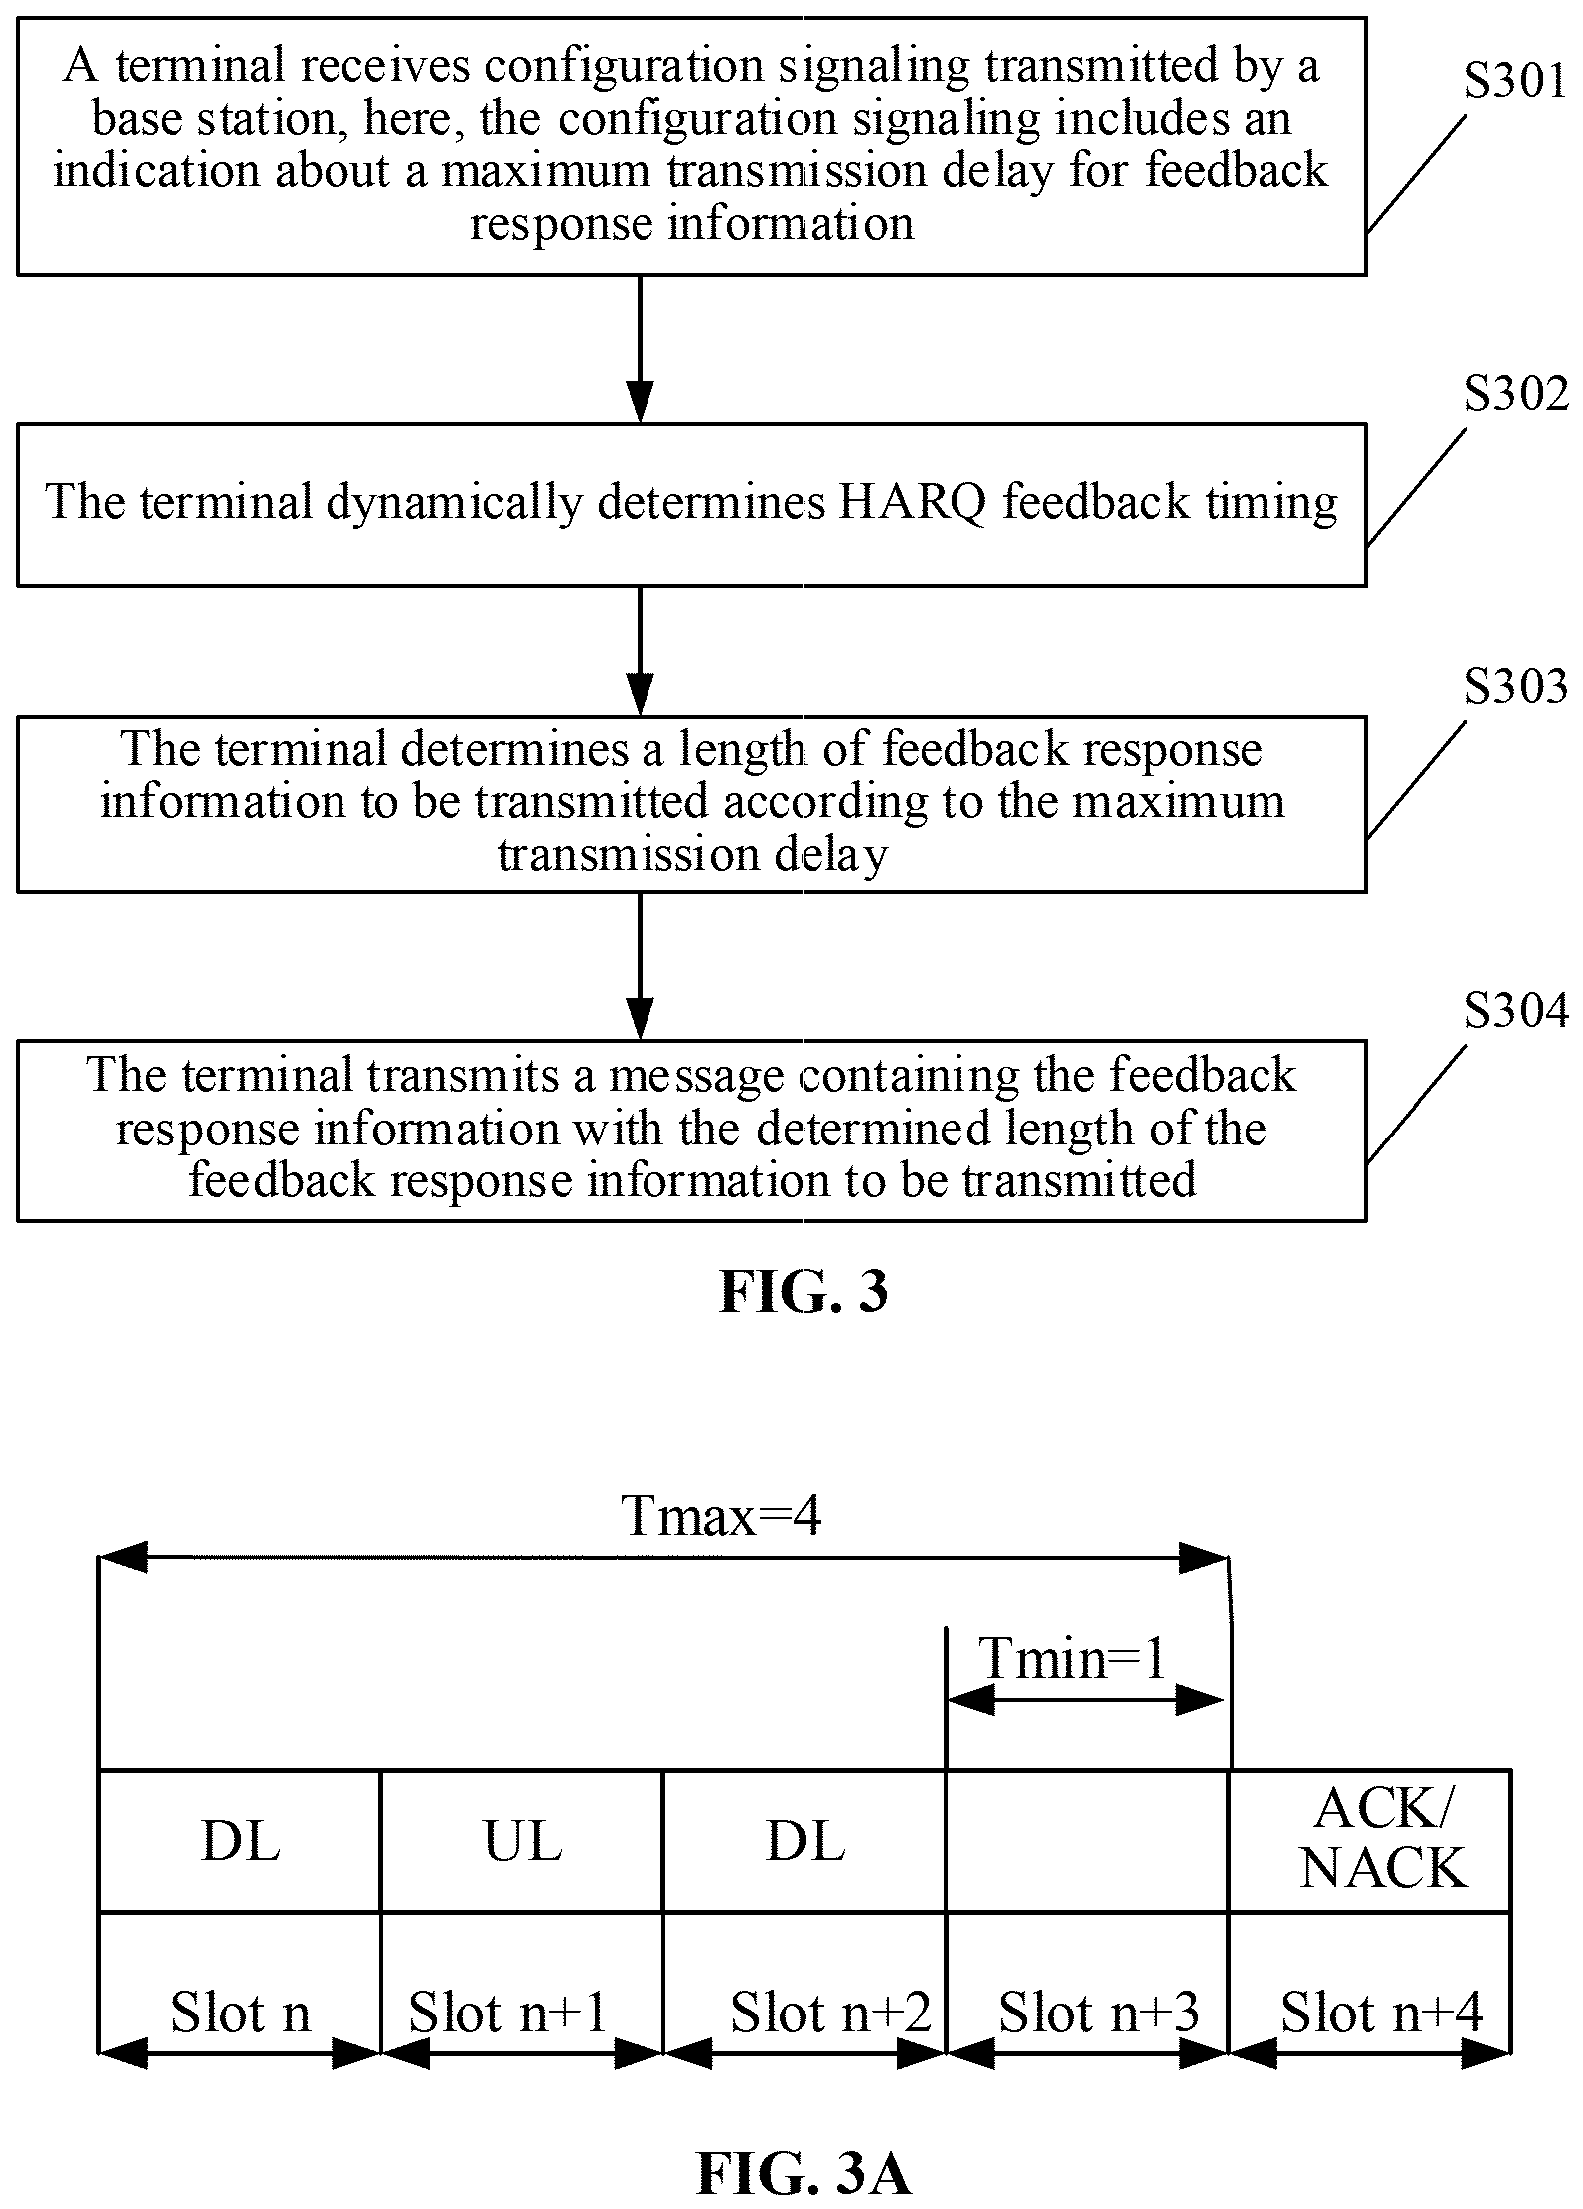 A terminal receives configuration signaling transmitted by a
base station, here, the configuration signaling includes an
indication about a maximum transmission delay for feedback
response information
S301
The terminal dynamically determines HARQ feedback timing
S302
The terminal determines a length of feedback response
information to be transmitted according to the maximum
transmission delay
S303
The terminal transmits a message containing the feedback
response information with the determined length of the
feedback response information to be transmitted
S304
FIG. 3
Tmax=4
Tmin=1
DL
UL
DL
ACK/
NACK
Slot n
Slot n+1
Slot n+2
Slot n+3
Slot n+4
FIG. 3A